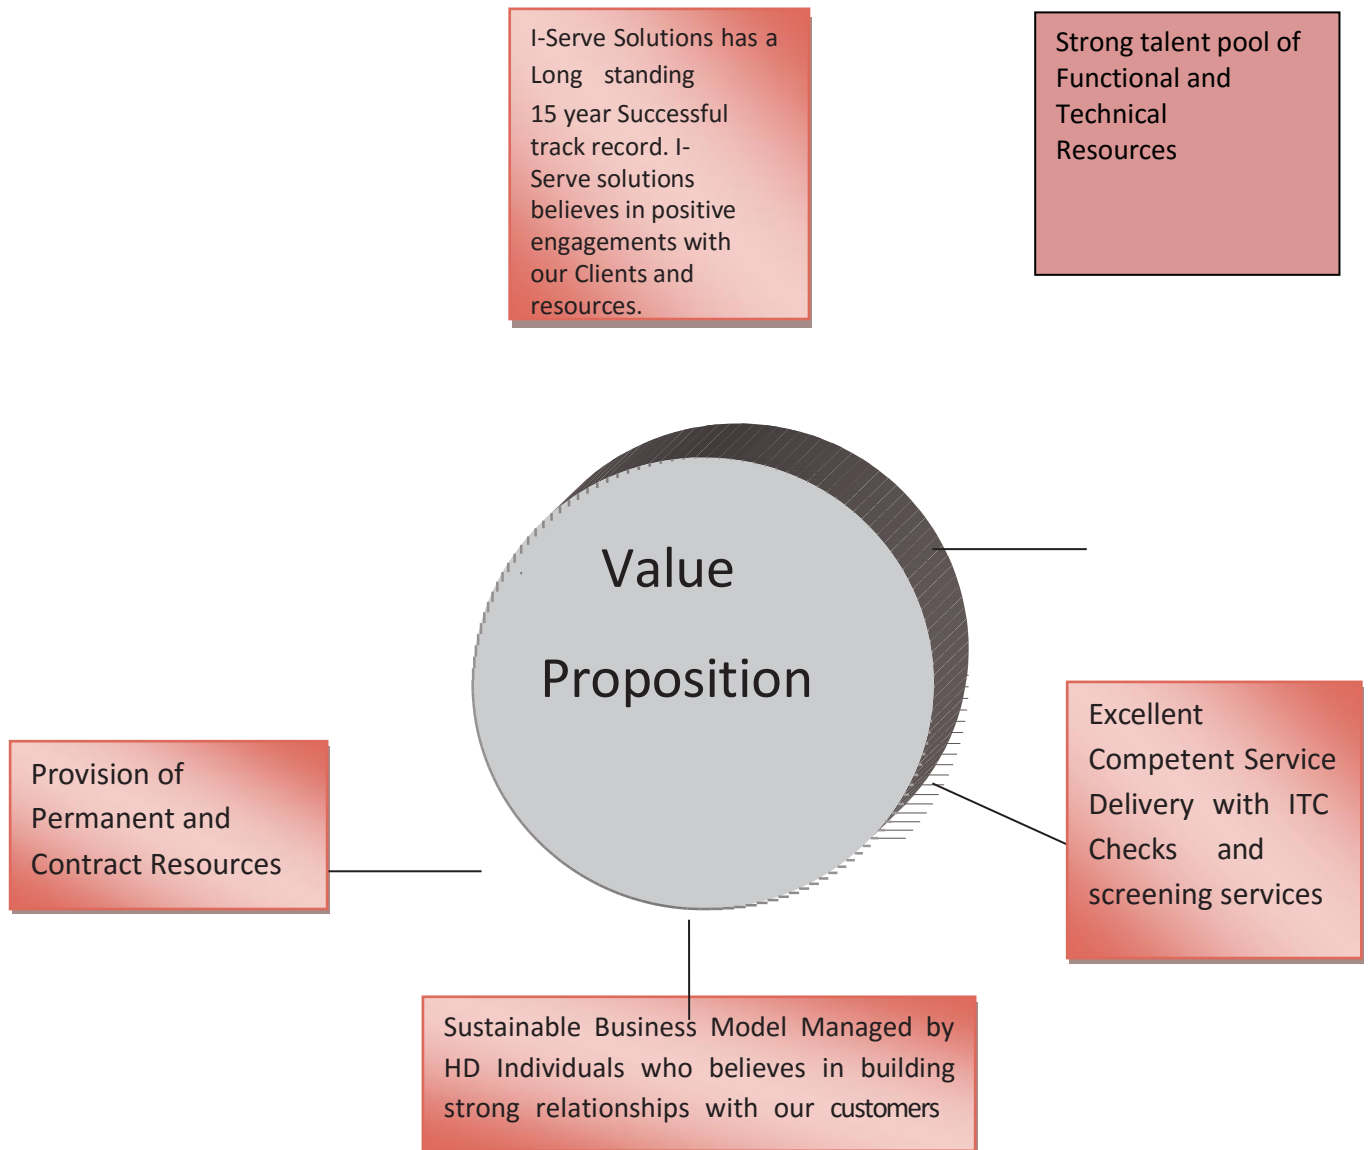 I-Serve Solutions has a
Long standing
15 year Successful
track record. I-
Serve solutions
believes in positive
engagements with
our Clients and
resources.
Strong talent pool of
Functional and
Technical
Resources
Value
Proposition
Provision of
Permanent and
Contract Resources
Excellent
Competent Service
Delivery with ITC
Checks and
screening services
Sustainable Business Model Managed by
HD Individuals who believes in building
strong relationships with our customers